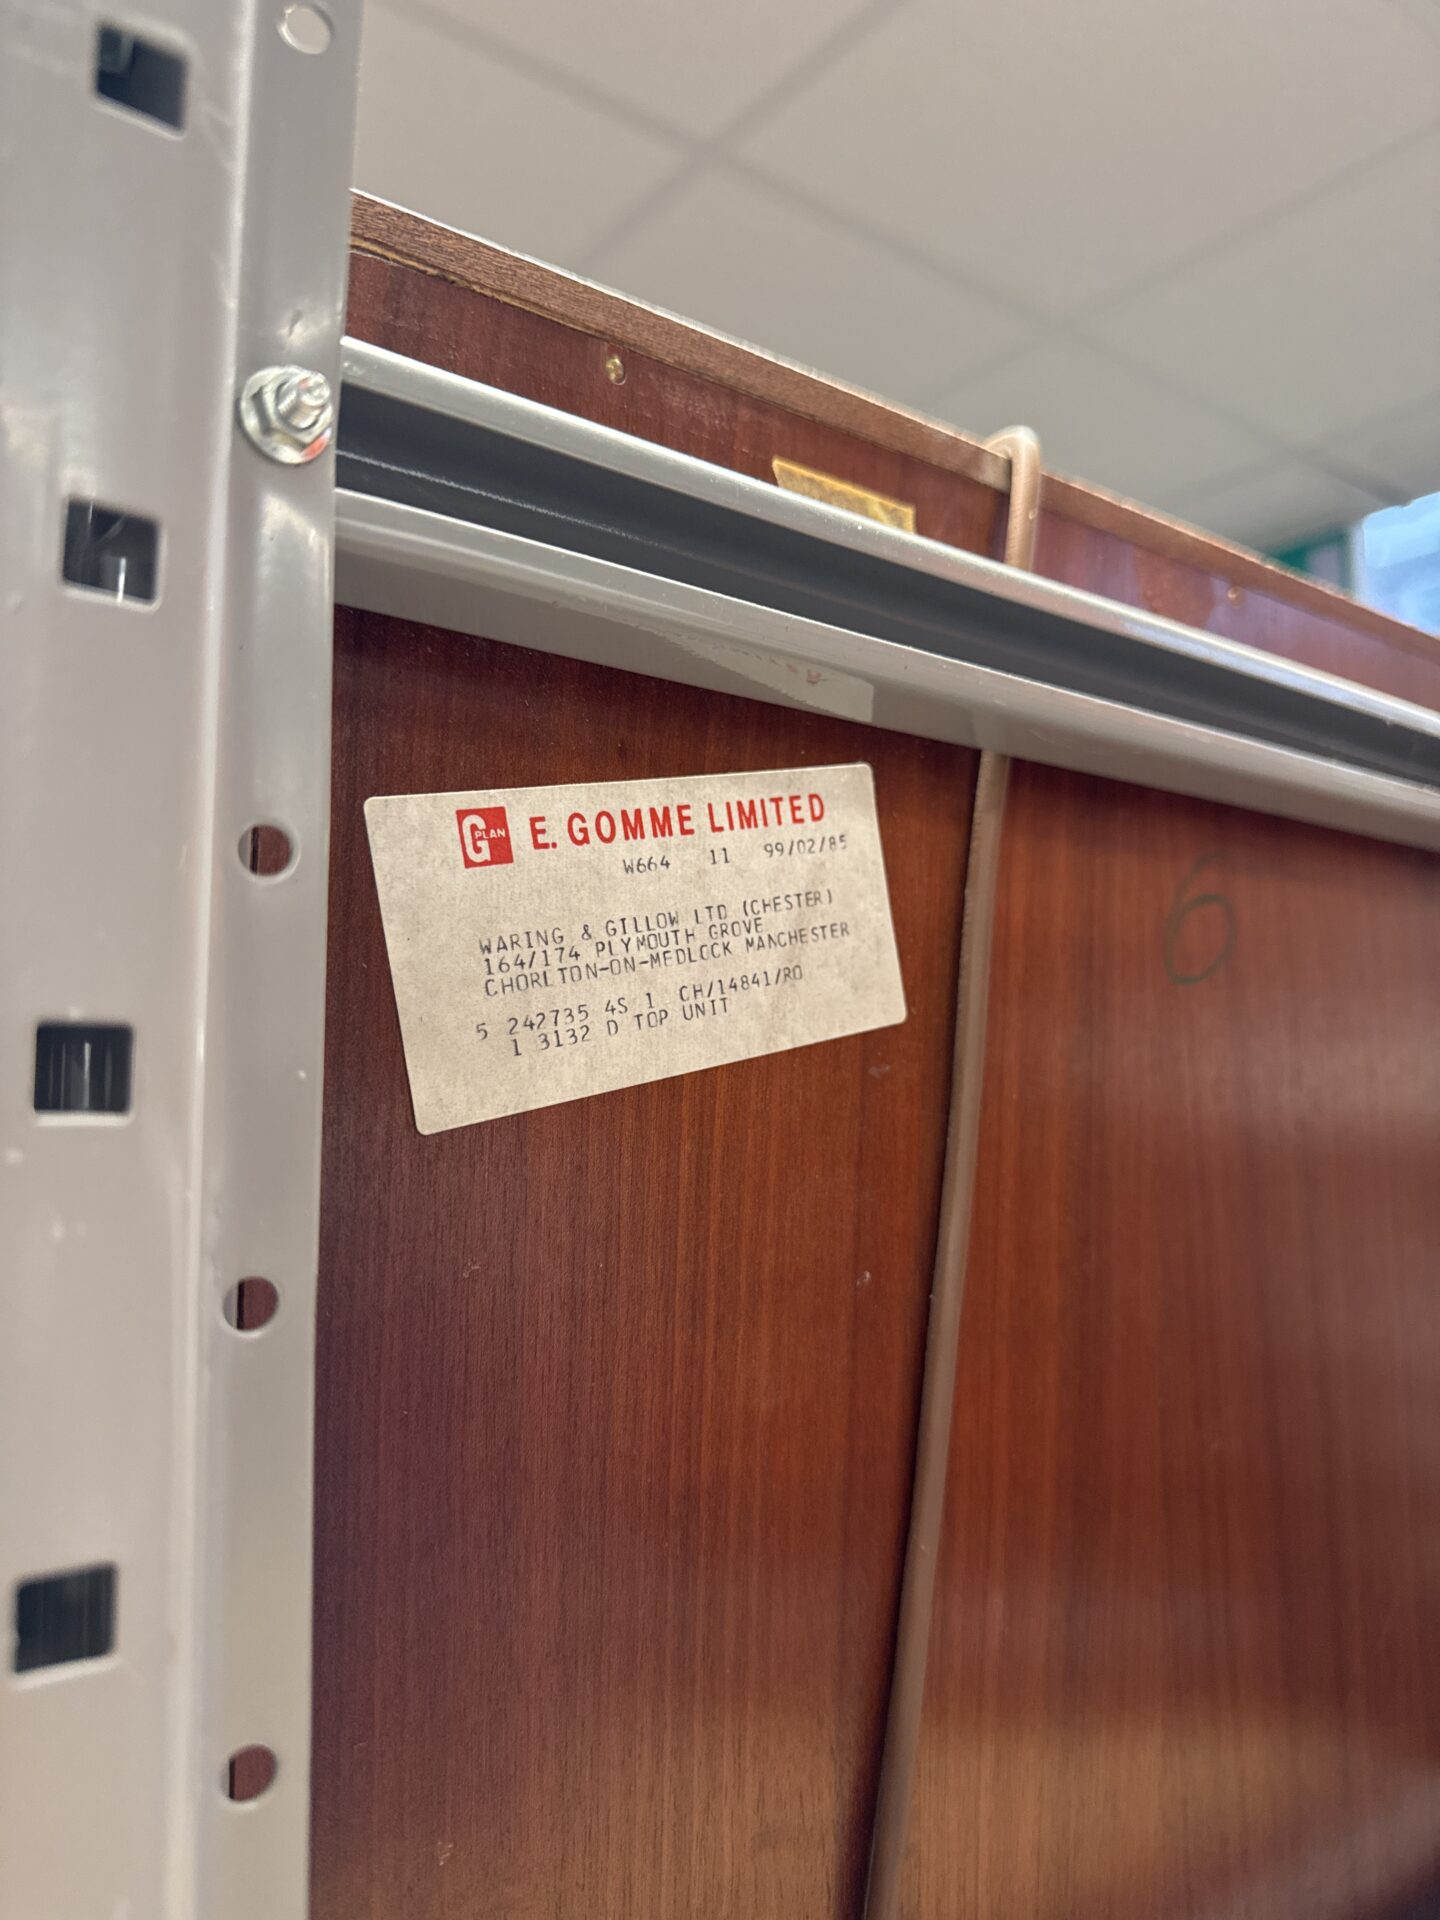 G PLAN E. GOMME LIMITED
W664 11 99/02/85
WARING & GILLOW LTD (CHESTER)
164/174 PLYMOUTH GROVE
CHORLTON-ON-MEDLOCK MANCHESTER
5 242735 4S 1 CH/14841/RO
1 3132 D TOP UNIT
6